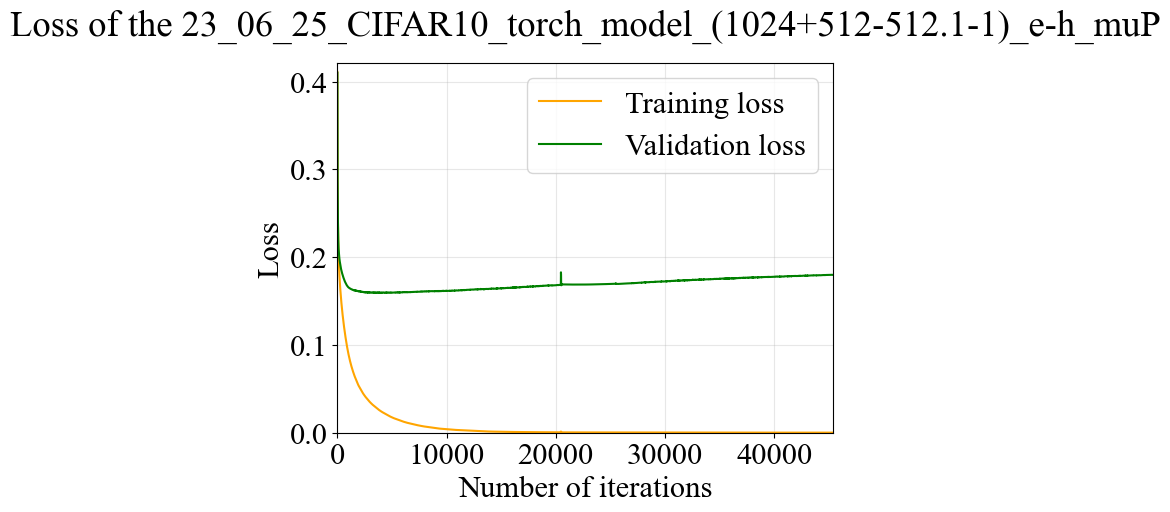 Loss of the 23_06_25_CIFAR10_torch_model_(1024+512-512.1-1)_e-h_muP
Training loss
Validation loss
Loss
0.4
0.3
0.2
0.1
0.0
0 10000 20000 30000 40000
Number of iterations